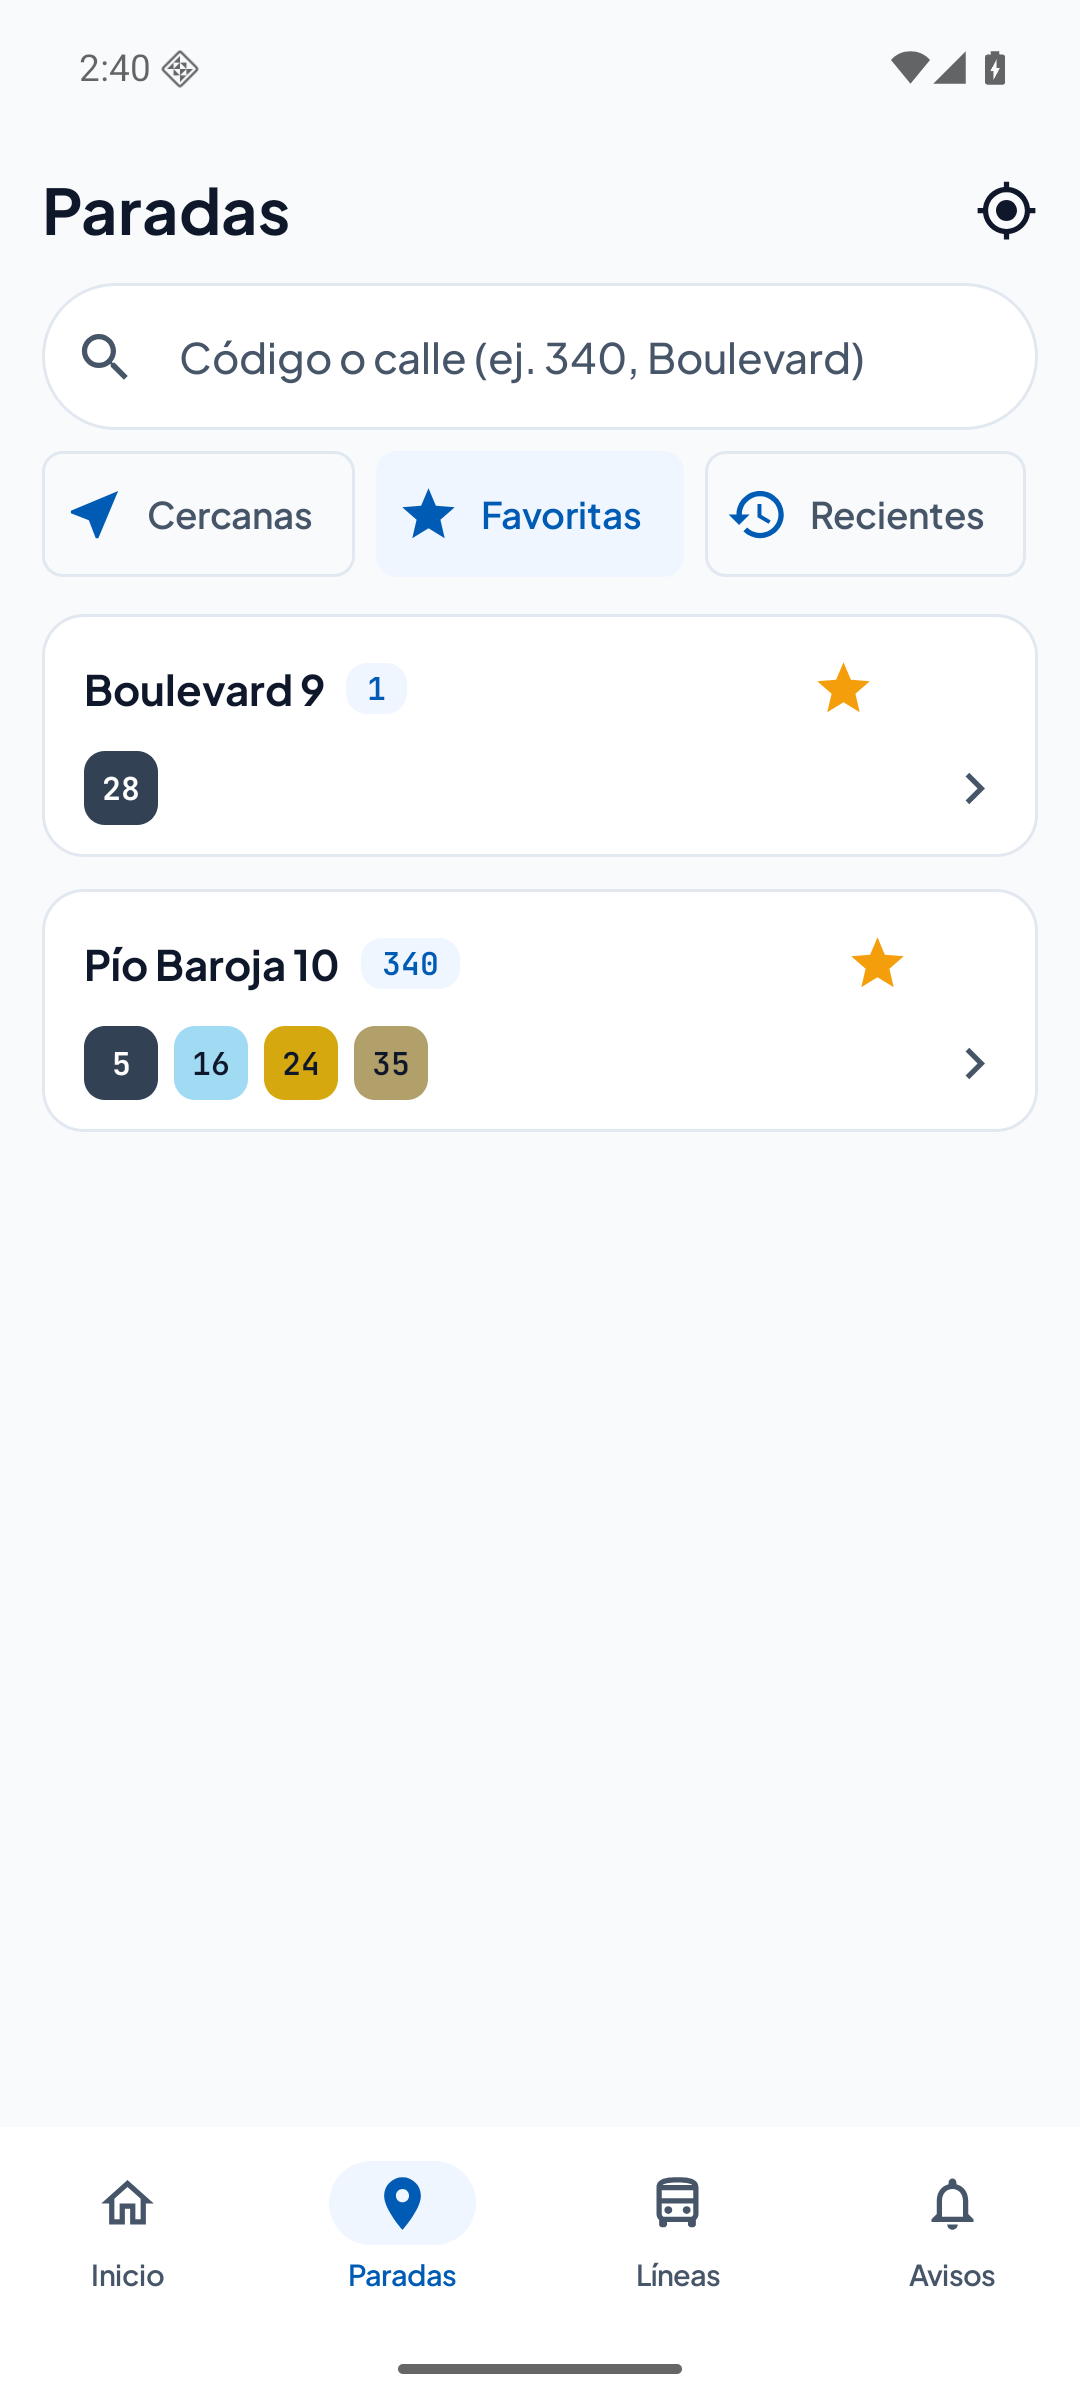 2:40
Paradas
Código o calle (ej. 340, Boulevard)
Cercanas
Favoritas
Recientes
Boulevard 9 1
28
Pío Baroja 10 340
5 16 24 35
Inicio
Paradas
Líneas
Avisos